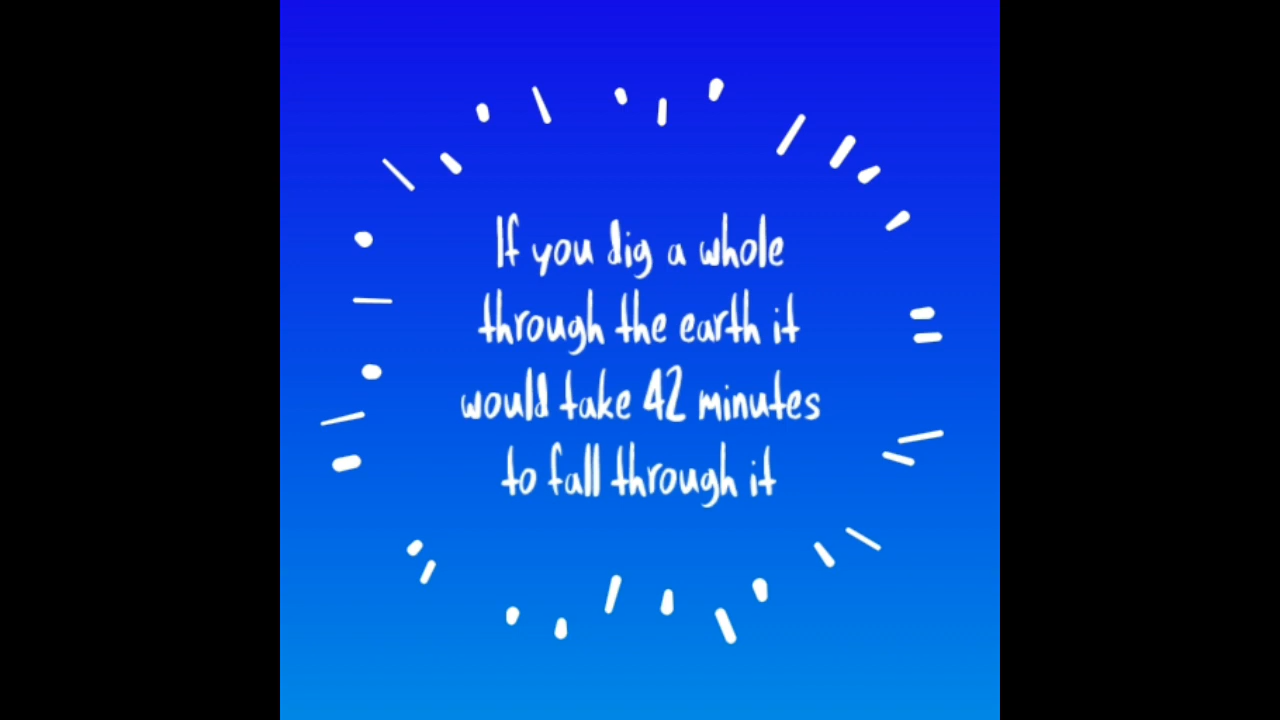 If you dig a whole
through the earth it
would take 42 minutes
to fall through it